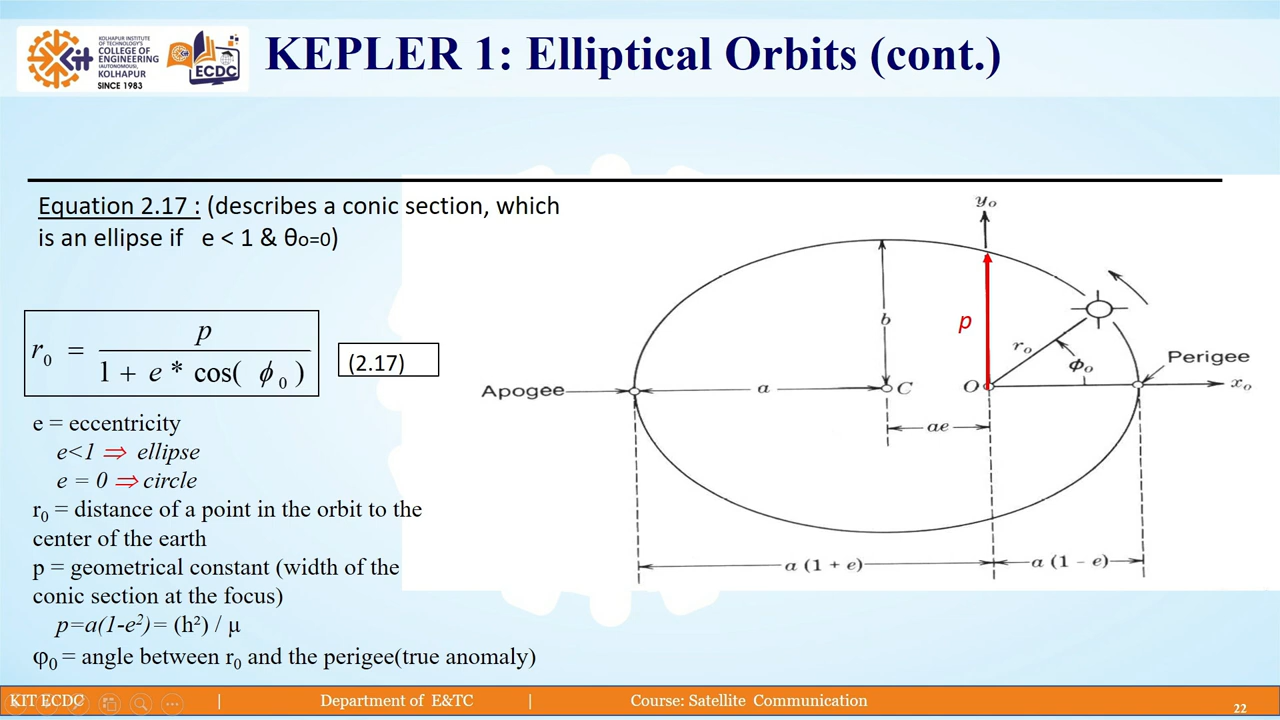 KOLHAPUR INSTITUTE
OF TECHNOLOGY'S
COLLEGE OF
ENGINEERING
(AUTONOMOUS),
KOLHAPUR
SINCE 1983
KIT
ECDC
KEPLER 1: Elliptical Orbits (cont.)
Equation 2.17 : (describes a conic section, which
is an ellipse if e < 1 & θo=0)
r₀ = p / 1 + e * cos( ϕ ₀ )
(2.17)
e = eccentricity
e<1 ⇒ ellipse
e = 0 ⇒ circle
r₀ = distance of a point in the orbit to the
center of the earth
p = geometrical constant (width of the
conic section at the focus)
p=a(1-e²)= (h²) / μ
φ₀ = angle between r₀ and the perigee(true anomaly)
yo
p
b
ro
ϕo
Perigee
Apogee
a
C
O
xo
ae
a (1 + e)
a (1 - e)
KIT ECDC | Department of E&TC | Course: Satellite Communication
22